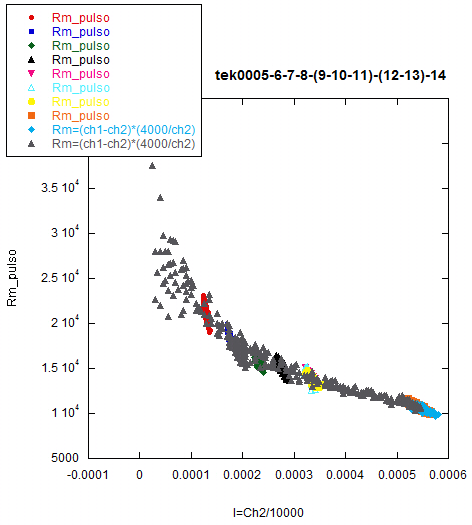 Rm_pulso
Rm_pulso
Rm_pulso
Rm_pulso
Rm_pulso
Rm_pulso
Rm_pulso
Rm_pulso
Rm=(ch1-ch2)*(4000/ch2)
Rm=(ch1-ch2)*(4000/ch2)
tek0005-6-7-8-(9-10-11)-(12-13)-14
3.5 10⁴
3 10⁴
2.5 10⁴
2 10⁴
1.5 10⁴
1 10⁴
5000
Rm_pulso
-0.0001 0 0.0001 0.0002 0.0003 0.0004 0.0005 0.0006
I=Ch2/10000